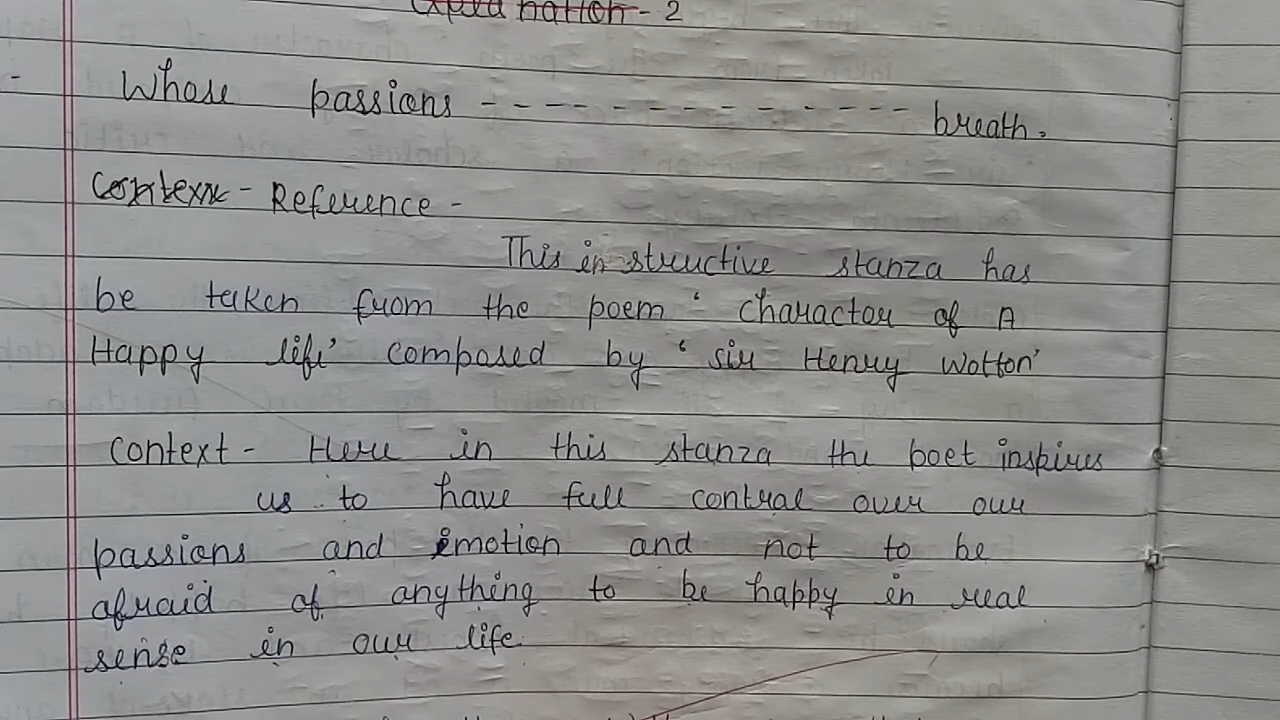 Explanation - 2
Whose passions - - - - - - - - - - - - - breath.
Reference -
This instructive stanza has
be taken from the poem ‘ charactor of A
Happy life’ composed by ‘ sir Henry Wotton’
Context - Here in this stanza the poet inspires
us to have full control over our
passions and emotion and not to be
afraid of anything to be happy in real
sense in our life.